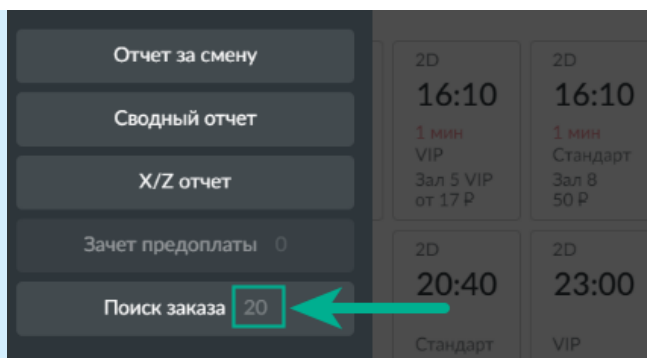 Отчет за смену
Сводный отчет
X/Z отчет
Зачет предоплаты 0
Поиск заказа 20
2D
16:10
1 мин
VIP
Зал 5 VIP
от 17 ₽
2D
16:10
1 мин
Стандарт
Зал 8
50 ₽
2D
20:40
Стандарт
2D
23:00
VIP